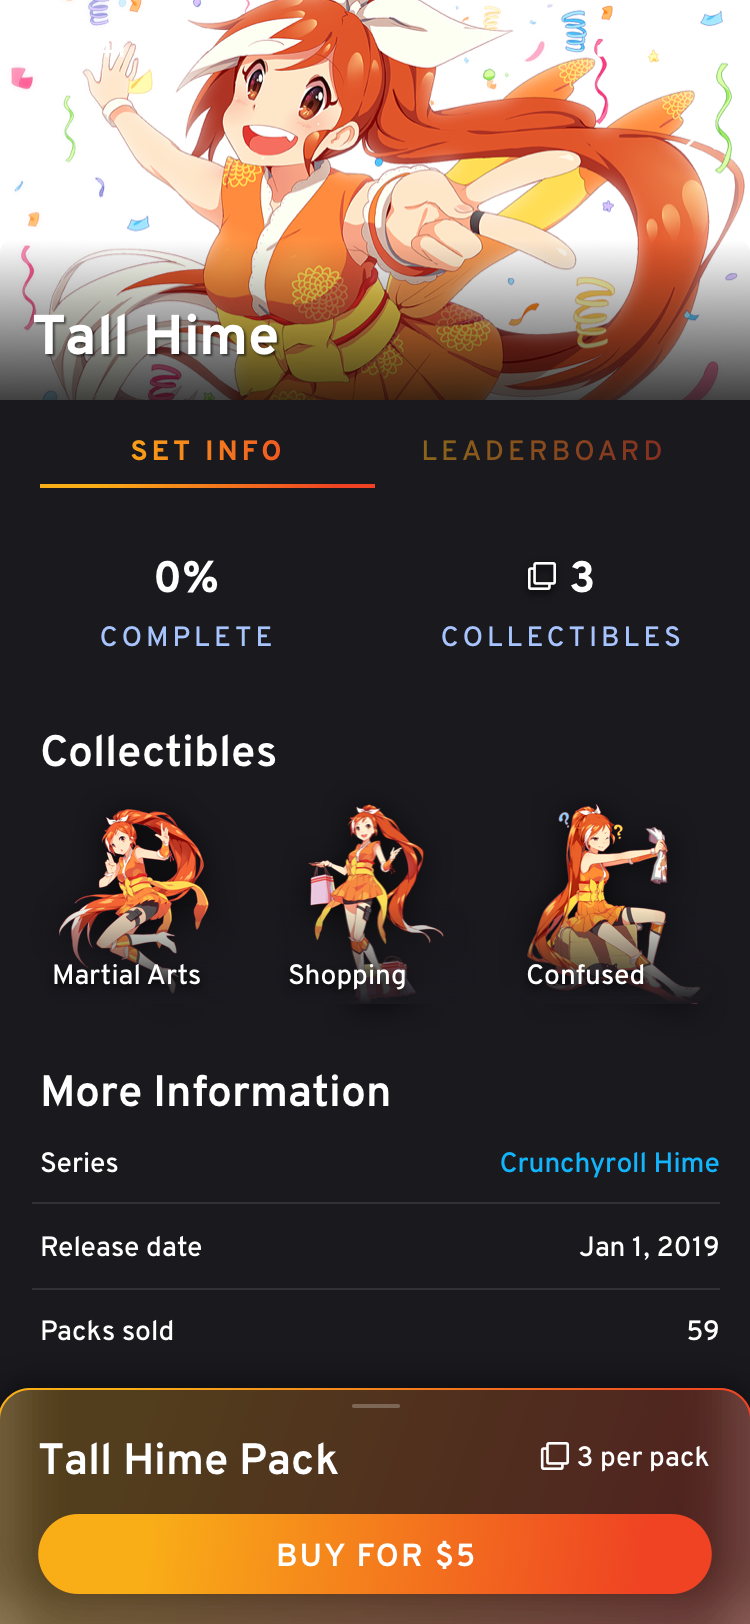 Tall Hime
SET INFO
LEADERBOARD
0%
3
COMPLETE
COLLECTIBLES
Collectibles
? ?
Martial Arts
Shopping
Confused
More Information
Series
Crunchyroll Hime
Release date
Jan 1, 2019
Packs sold
59
Tall Hime Pack
3 per pack
BUY FOR $5